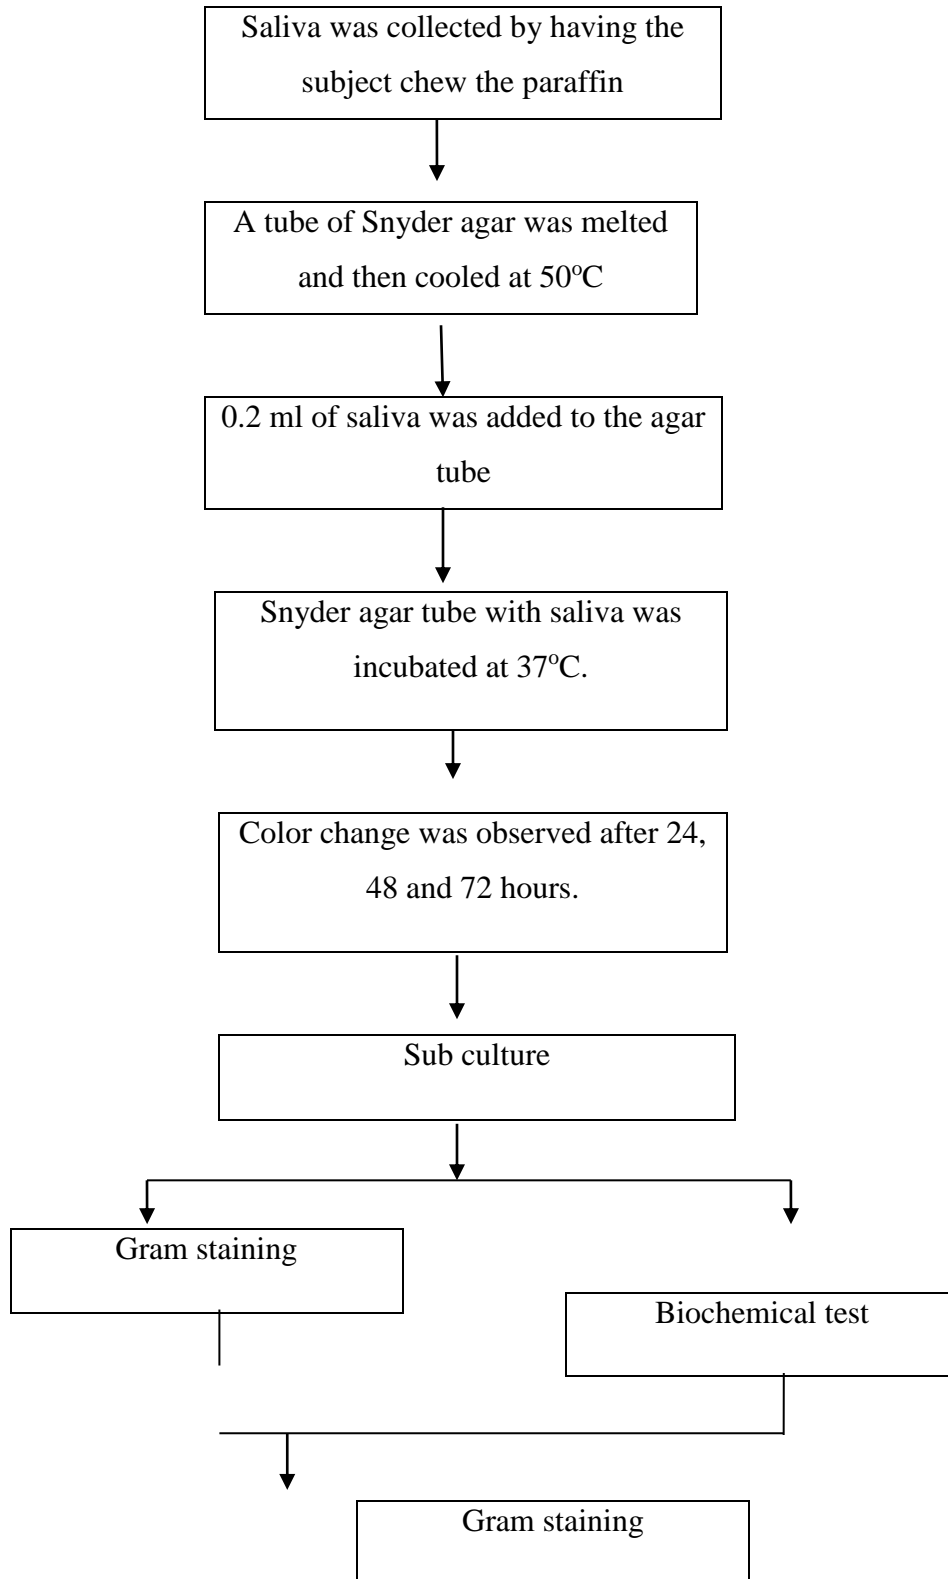 Saliva was collected by having the
subject chew the paraffin
A tube of Snyder agar was melted
and then cooled at 50°C
0.2 ml of saliva was added to the agar
tube
Snyder agar tube with saliva was
incubated at 37°C.
Color change was observed after 24,
48 and 72 hours.
Sub culture
Gram staining
Biochemical test
Gram staining